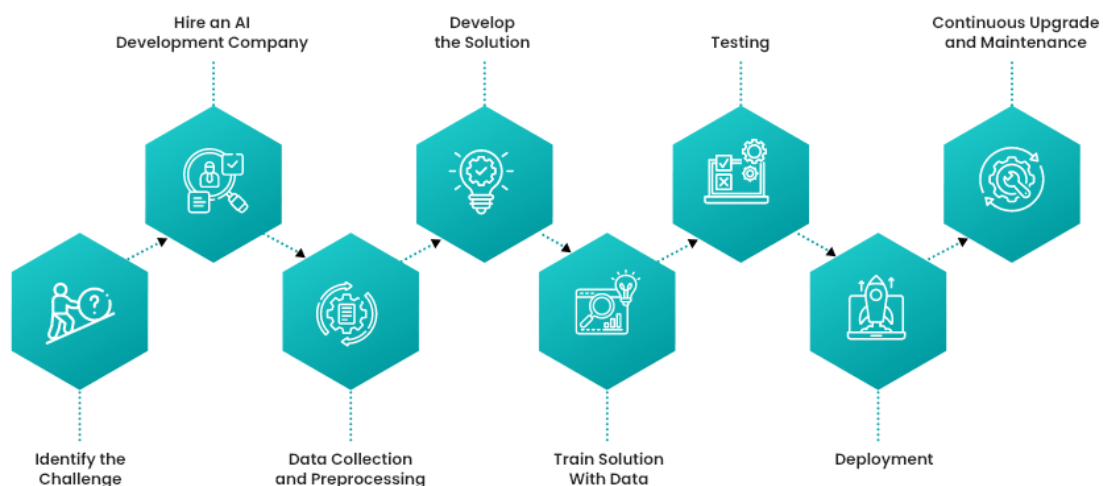 Hire an AI
Development Company
Develop
the Solution
Testing
Continuous Upgrade
and Maintenance
Identify the
Challenge
Data Collection
and Preprocessing
Train Solution
With Data
Deployment